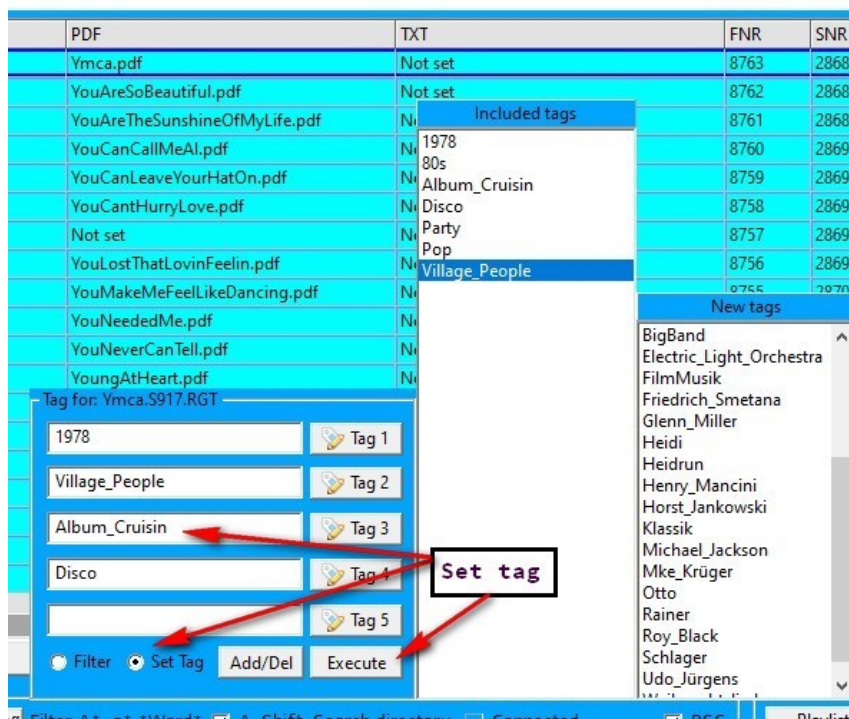 PDF TXT FNR SNR
Ymca.pdf Not set 8763 2868
YouAreSoBeautiful.pdf Not set 8762 2868
YouAreTheSunshineOfMyLife.pdf 8761 2868
YouCanCallMeAl.pdf 8760 2869
YouCanLeaveYourHatOn.pdf 8759 2869
YouCantHurryLove.pdf 8758 2869
Not set 8757 2869
YouLostThatLovinFeelin.pdf 8756 2869
YouMakeMeFeelLikeDancing.pdf 8755 2870
YouNeededMe.pdf
YouNeverCanTell.pdf
YoungAtHeart.pdf
Included tags
1978
80s
Album_Cruisin
Disco
Party
Pop
Village_People
New tags
BigBand
Electric_Light_Orchestra
FilmMusik
Friedrich_Smetana
Glenn_Miller
Heidi
Heidrun
Henry_Mancini
Horst_Jankowski
Klassik
Michael_Jackson
Mke_Krüger
Otto
Rainer
Roy_Black
Schlager
Udo_Jürgens
Tag for: Ymca.S917.RGT
1978 Tag 1
Village_People Tag 2
Album_Cruisin Tag 3
Disco Tag 4
Tag 5
Filter Set Tag Add/Del Execute
Set tag